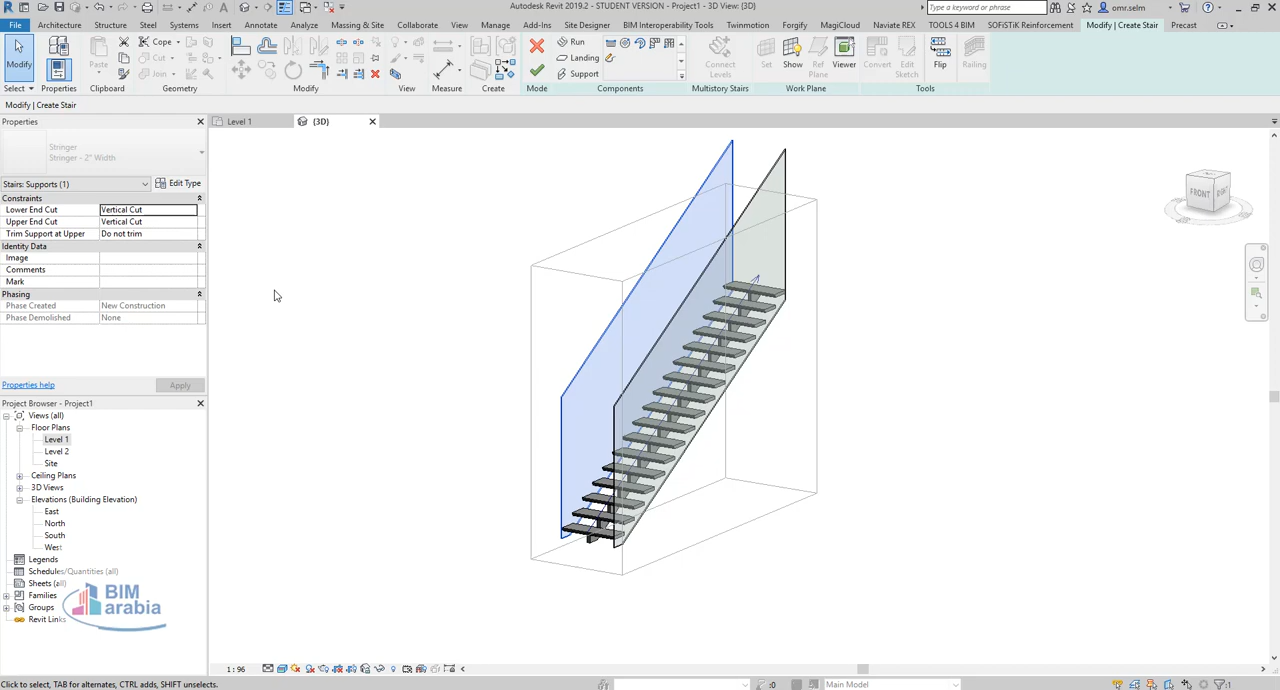 Autodesk Revit 2019.2 - STUDENT VERSION - Project1 - 3D View: {3D}
Type a keyword or phrase
omr.selm
File
Architecture
Structure
Steel
Systems
Insert
Annotate
Analyze
Massing & Site
Collaborate
View
Manage
Add-Ins
Site Designer
BIM Interoperability Tools
Twinmotion
Forgify
MagiCloud
Naviate REX
TOOLS 4 BIM
SOFiSTiK Reinforcement
Modify | Create Stair
Precast
Modify
Paste
Cope
Cut
Join
Run
Landing
Support
Connect
Levels
Set
Show
Ref
Plane
Viewer
Convert
Edit
Sketch
Flip
Railing
Select
Properties
Clipboard
Geometry
Modify
View
Measure
Create
Mode
Components
Multistory Stairs
Work Plane
Tools
Modify | Create Stair
Properties
Level 1
{3D}
Stringer
Stringer - 2" Width
Stairs: Supports (1)
Edit Type
Constraints
Lower End Cut Vertical Cut
Upper End Cut Vertical Cut
Trim Support at Upper Do not trim
Identity Data
Image
Comments
Mark
Phasing
Phase Created New Construction
Phase Demolished None
FRONT
Properties help
Apply
Project Browser - Project1
Views (all)
Floor Plans
Level 1
Level 2
Site
Ceiling Plans
3D Views
Elevations (Building Elevation)
East
North
South
West
Legends
Schedules/Quantities (all)
Sheets (all)
Families
Groups
Revit Links
BIM
arabia
1 : 96
Click to select, TAB for alternates, CTRL adds, SHIFT unselects.
:0
Main Model
:1